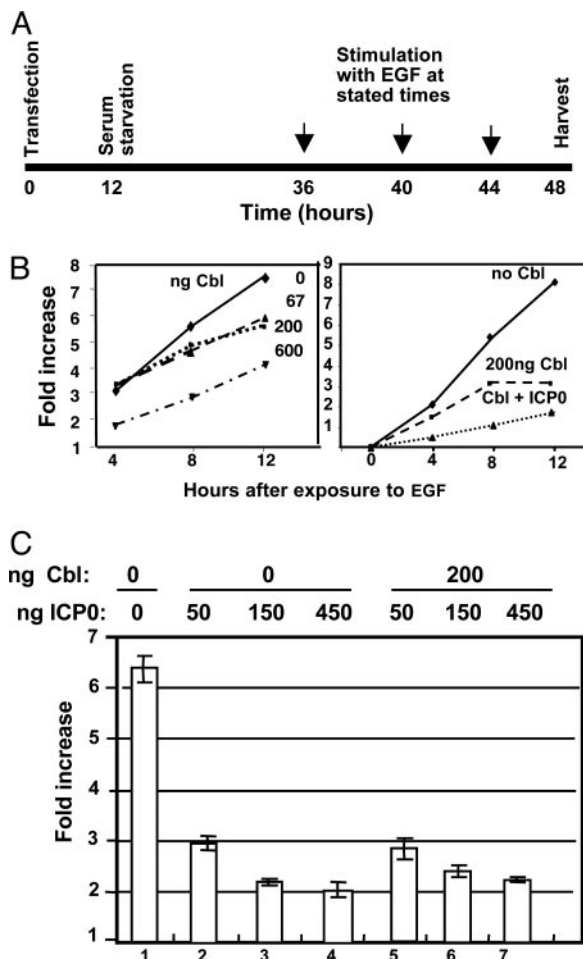 A
Transfection
Serum starvation
Stimulation
with EGF at
stated times
Harvest
0 12 36 40 44 48
Time (hours)
B
Fold increase
8
7
6
5
4
3
2
1
ng Cbl
0
67
200
600
4 8 12
9
8
7
6
5
4
3
2
1
no Cbl
200ng Cbl
Cbl + ICP0
0 4 8 12
Hours after exposure to EGF
C
ng Cbl: 0 0 200
ng ICP0: 0 50 150 450 50 150 450
Fold increase
7
6
5
4
3
2
1
1 2 3 4 5 6 7